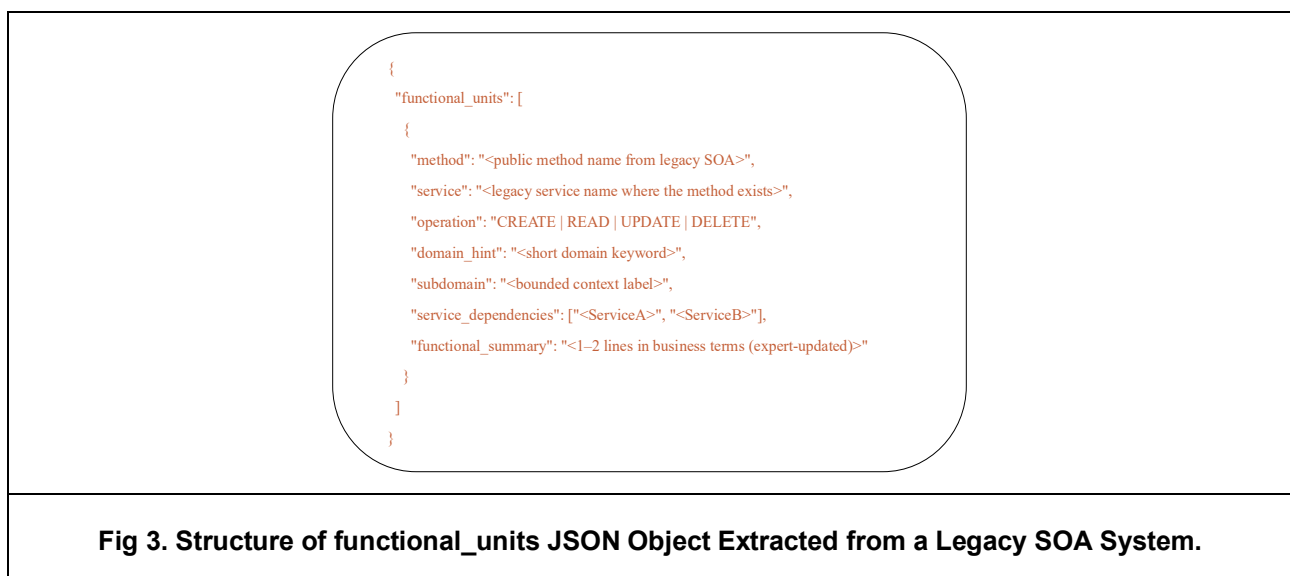 {
"functional_units": [
{
"method": "<public method name from legacy SOA>",
"service": "<legacy service name where the method exists>",
"operation": "CREATE | READ | UPDATE | DELETE",
"domain_hint": "<short domain keyword>",
"subdomain": "<bounded context label>",
"service_dependencies": ["<ServiceA>", "<ServiceB>"],
"functional_summary": "<1–2 lines in business terms (expert-updated)>"
}
]
}
Fig 3. Structure of functional_units JSON Object Extracted from a Legacy SOA System.